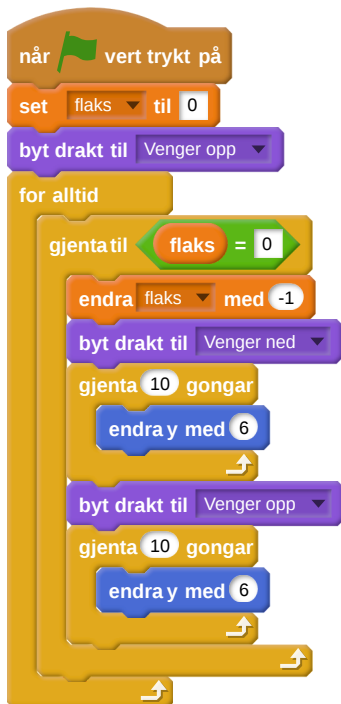 når vert trykt på
set flaks til 0
byt drakt til Venger opp
for alltid
gjenta til flaks = 0
endra flaks med -1
byt drakt til Venger ned
gjenta 10 gongar
endra y med 6
byt drakt til Venger opp
gjenta 10 gongar
endra y med 6